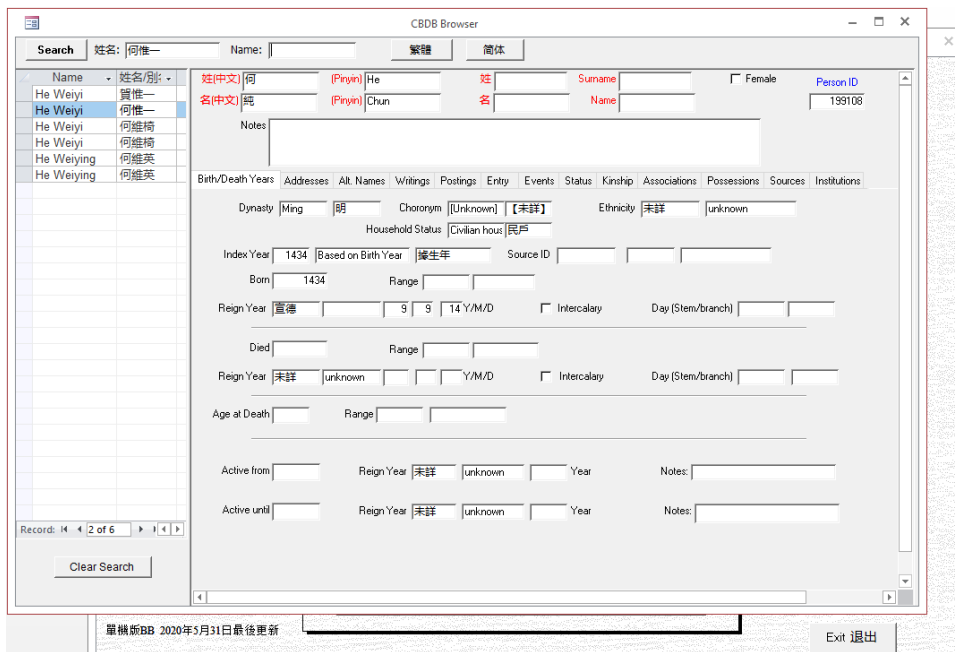 CBDB Browser
Search 姓名: 何惟一 Name: 繁體 简体
Name 姓名/別名
He Weiyi 賀惟一
He Weiyi 何惟一
He Weiyi 何維椅
He Weiyi 何維椅
He Weiying 何維英
He Weiying 何維英
Record: 2 of 6
Clear Search
姓(中文) 何 (Pinyin) He 姓 Surname Female Person ID
名(中文) 純 (Pinyin) Chun 名 Name 199108
Notes
Birth/Death Years Addresses Alt. Names Writings Postings Entry Events Status Kinship Associations Possessions Sources Institutions
Dynasty Ming 明 Choronym [Unknown] 【未詳】 Ethnicity 未詳 unknown
Household Status Civilian hous 民戶
Index Year 1434 Based on Birth Year 據生年 Source ID
Born 1434 Range
Reign Year 宣德 9 9 14 Y/M/D Intercalary Day (Stem/branch)
Died Range
Reign Year 未詳 unknown Y/M/D Intercalary Day (Stem/branch)
Age at Death Range
Active from Reign Year 未詳 unknown Year Notes:
Active until Reign Year 未詳 unknown Year Notes:
單機版BB 2020年5月31日最後更新
Exit 退出